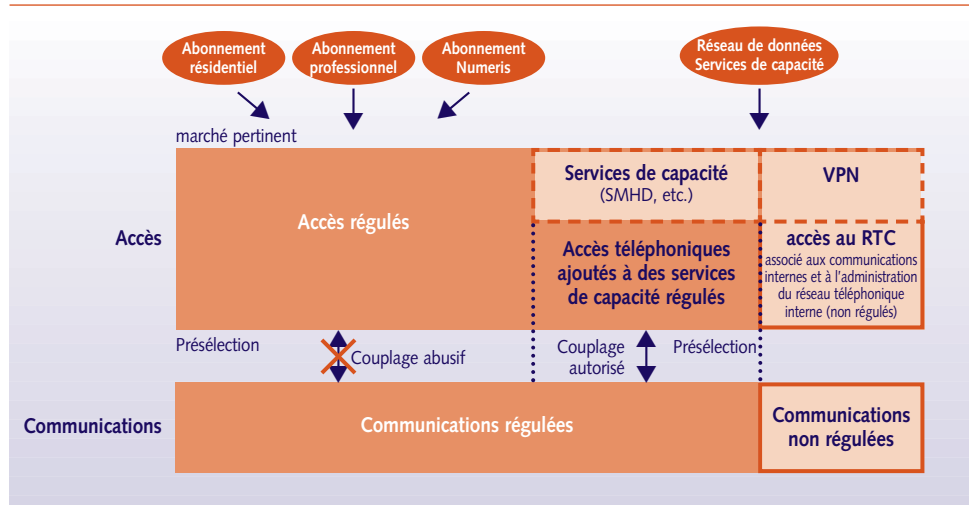 Abonnement
résidentiel
Abonnement
professionnel
Abonnement
Numeris
Réseau de données
Services de capacité
marché pertinent
Accès
Accès régulés
Services de capacité
(SMHD, etc.)
VPN
Accès téléphoniques
ajoutés à des services
de capacité régulés
accès au RTC
associé aux communications
internes et à l'administration
du réseau téléphonique
interne (non régulés)
Présélection
Couplage abusif
Couplage
autorisé
Présélection
Communications
Communications régulées
Communications
non régulées